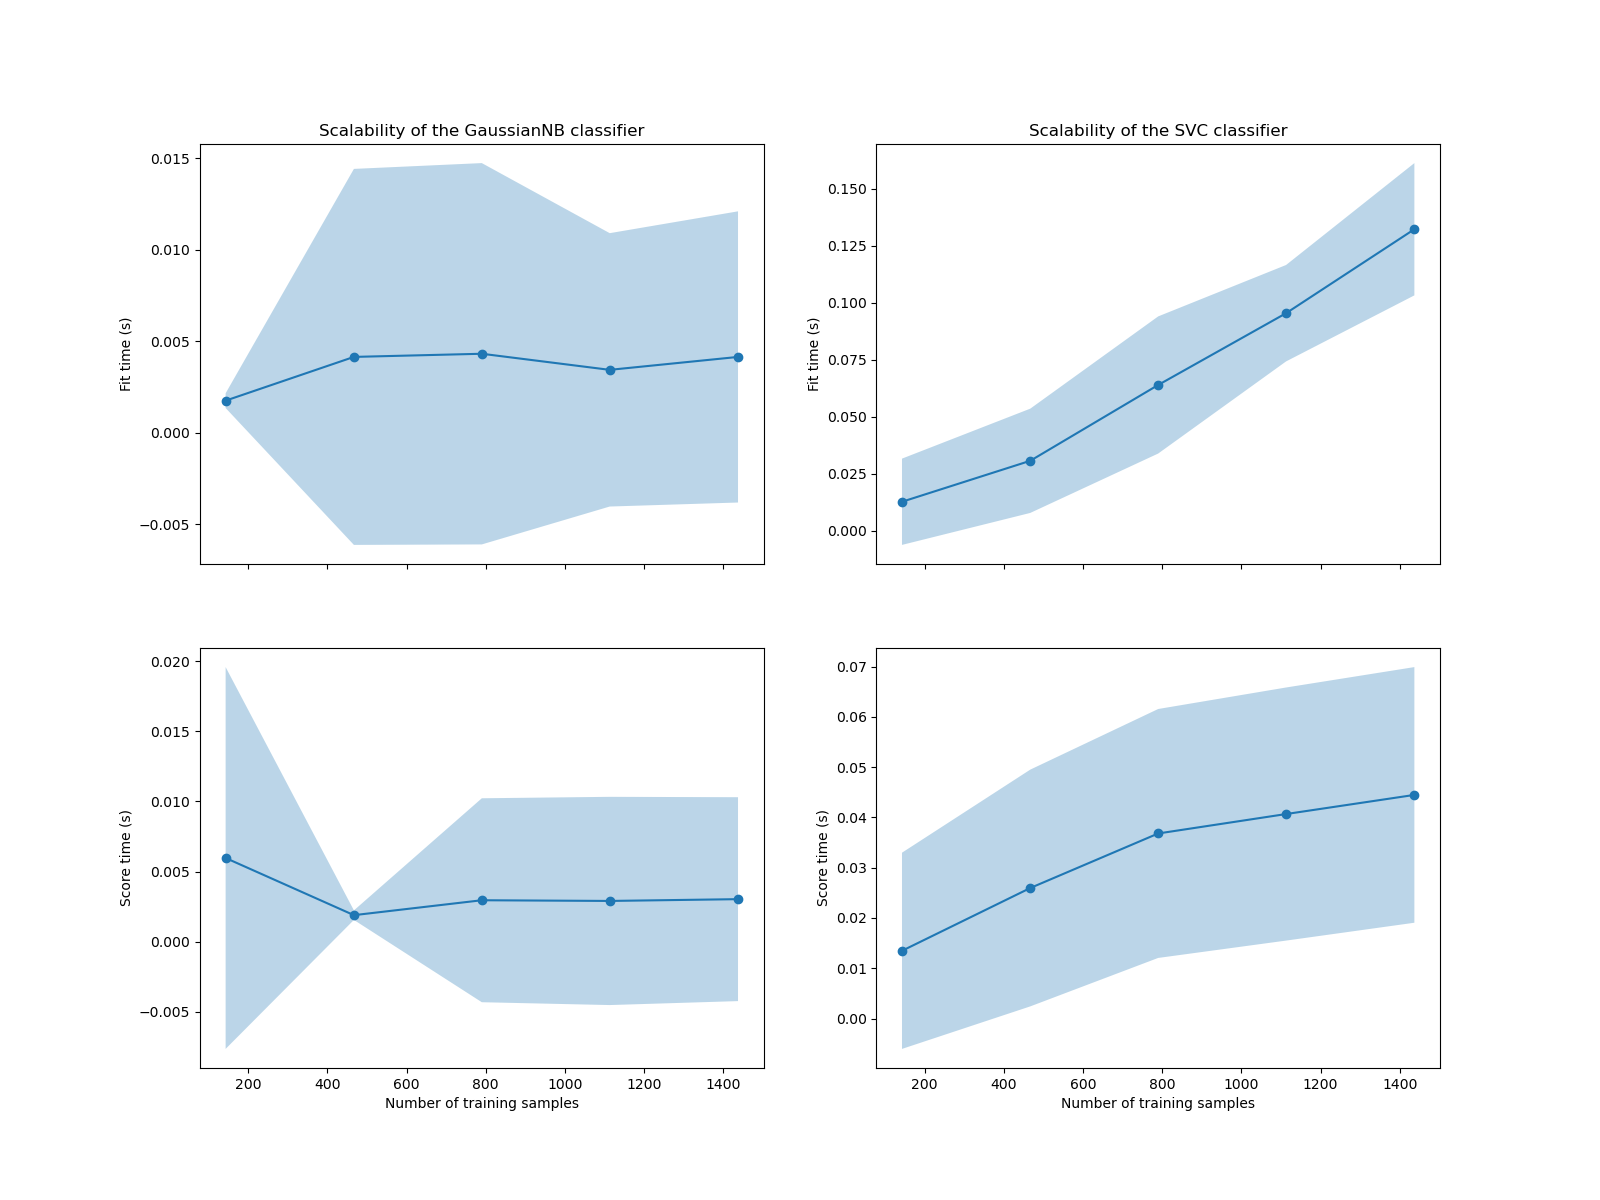 Scalability of the GaussianNB classifier
0.015
0.010
0.005
0.000
−0.005
Fit time (s)
Scalability of the SVC classifier
0.150
0.125
0.100
0.075
0.050
0.025
0.000
Fit time (s)
0.020
0.015
0.010
0.005
0.000
−0.005
Score time (s)
200 400 600 800 1000 1200 1400
Number of training samples
0.07
0.06
0.05
0.04
0.03
0.02
0.01
0.00
Score time (s)
200 400 600 800 1000 1200 1400
Number of training samples